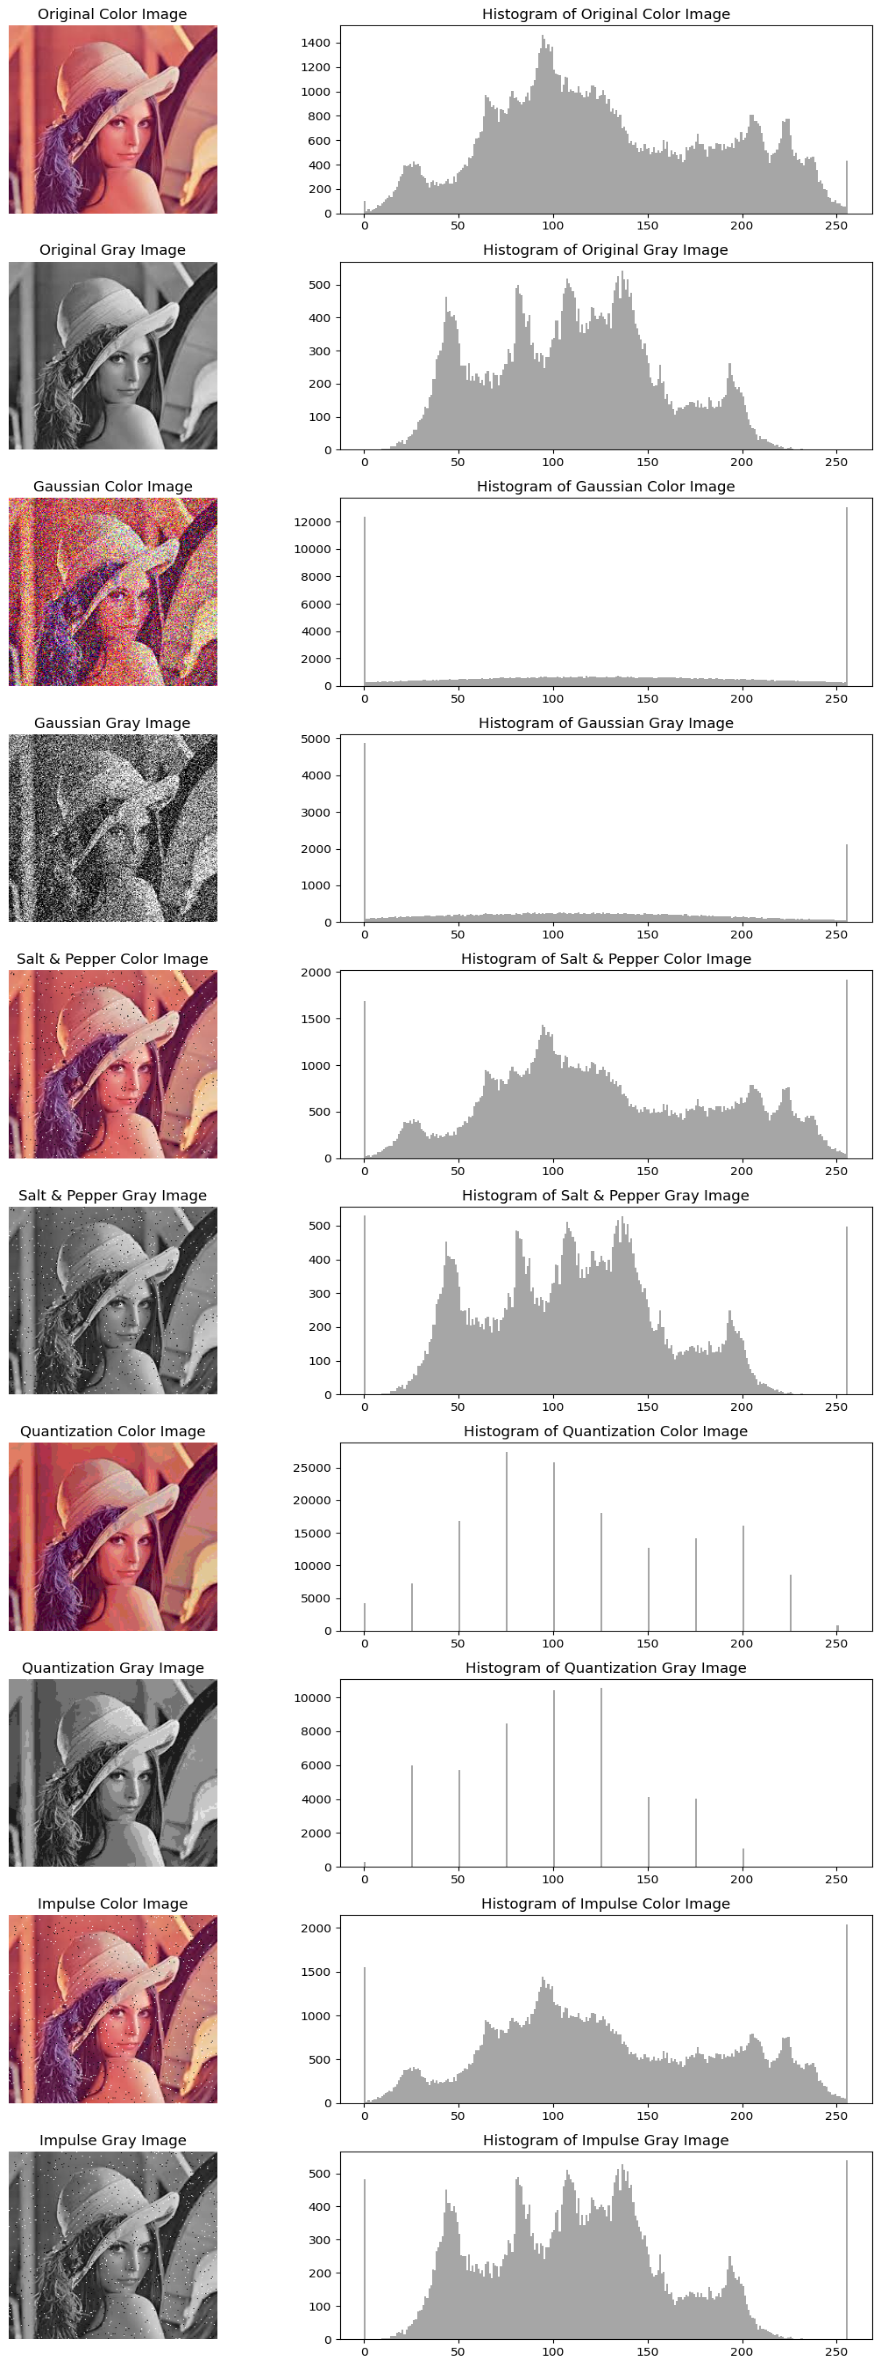 Original Color Image
Histogram of Original Color Image
1400
1200
1000
800
600
400
200
0
0 50 100 150 200 250
Original Gray Image
Histogram of Original Gray Image
500
400
300
200
100
0
0 50 100 150 200 250
Gaussian Color Image
Histogram of Gaussian Color Image
12000
10000
8000
6000
4000
2000
0
0 50 100 150 200 250
Gaussian Gray Image
Histogram of Gaussian Gray Image
5000
4000
3000
2000
1000
0
0 50 100 150 200 250
Salt & Pepper Color Image
Histogram of Salt & Pepper Color Image
2000
1500
1000
500
0
0 50 100 150 200 250
Salt & Pepper Gray Image
Histogram of Salt & Pepper Gray Image
500
400
300
200
100
0
0 50 100 150 200 250
Quantization Color Image
Histogram of Quantization Color Image
25000
20000
15000
10000
5000
0
0 50 100 150 200 250
Quantization Gray Image
Histogram of Quantization Gray Image
10000
8000
6000
4000
2000
0
0 50 100 150 200 250
Impulse Color Image
Histogram of Impulse Color Image
2000
1500
1000
500
0
0 50 100 150 200 250
Impulse Gray Image
Histogram of Impulse Gray Image
500
400
300
200
100
0
0 50 100 150 200 250